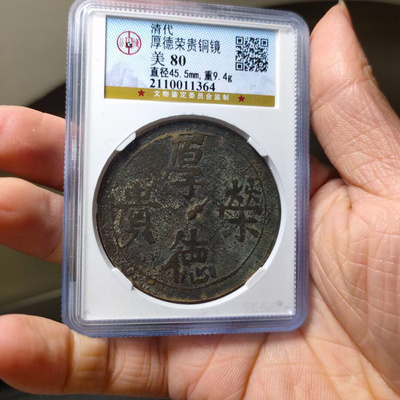 清代
厚德荣贵铜镜
美 80
直径45.5mm,重9.4g
2110011364
文物鉴定委员会监制
厚德
榮貴